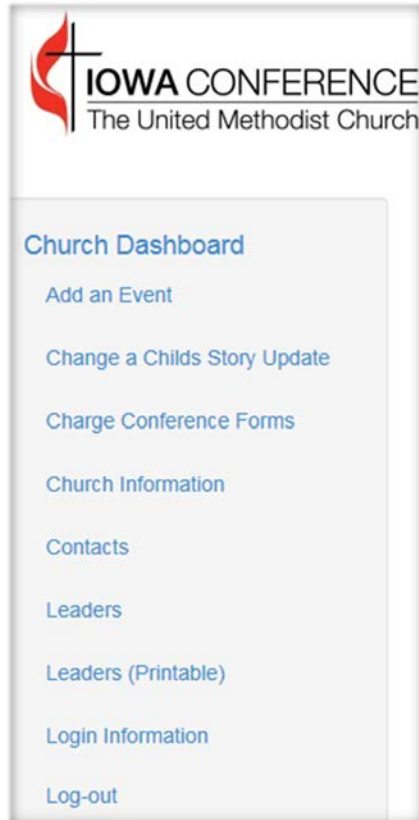 IOWA CONFERENCE
The United Methodist Church
Church Dashboard
Add an Event
Change a Childs Story Update
Charge Conference Forms
Church Information
Contacts
Leaders
Leaders (Printable)
Login Information
Log-out